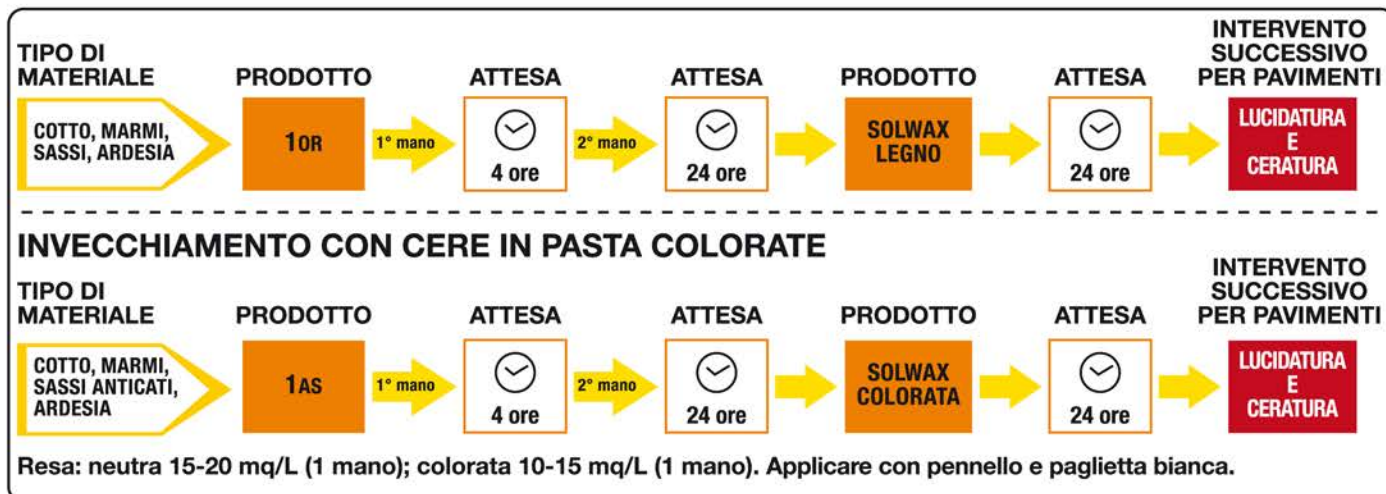 TIPO DI
MATERIALE
PRODOTTO
ATTESA
ATTESA
PRODOTTO
ATTESA
INTERVENTO
SUCCESSIVO
PER PAVIMENTI
COTTO, MARMI,
SASSI, ARDESIA
1OR
1° mano
4 ore
2° mano
24 ore
SOLWAX
LEGNO
24 ore
LUCIDATURA
E
CERATURA
INVECCHIAMENTO CON CERE IN PASTA COLORATE
TIPO DI
MATERIALE
PRODOTTO
ATTESA
ATTESA
PRODOTTO
ATTESA
INTERVENTO
SUCCESSIVO
PER PAVIMENTI
COTTO, MARMI,
SASSI ANTICATI,
ARDESIA
1AS
1° mano
4 ore
2° mano
24 ore
SOLWAX
COLORATA
24 ore
LUCIDATURA
E
CERATURA
Resa: neutra 15-20 mq/L (1 mano); colorata 10-15 mq/L (1 mano). Applicare con pennello e paglietta bianca.